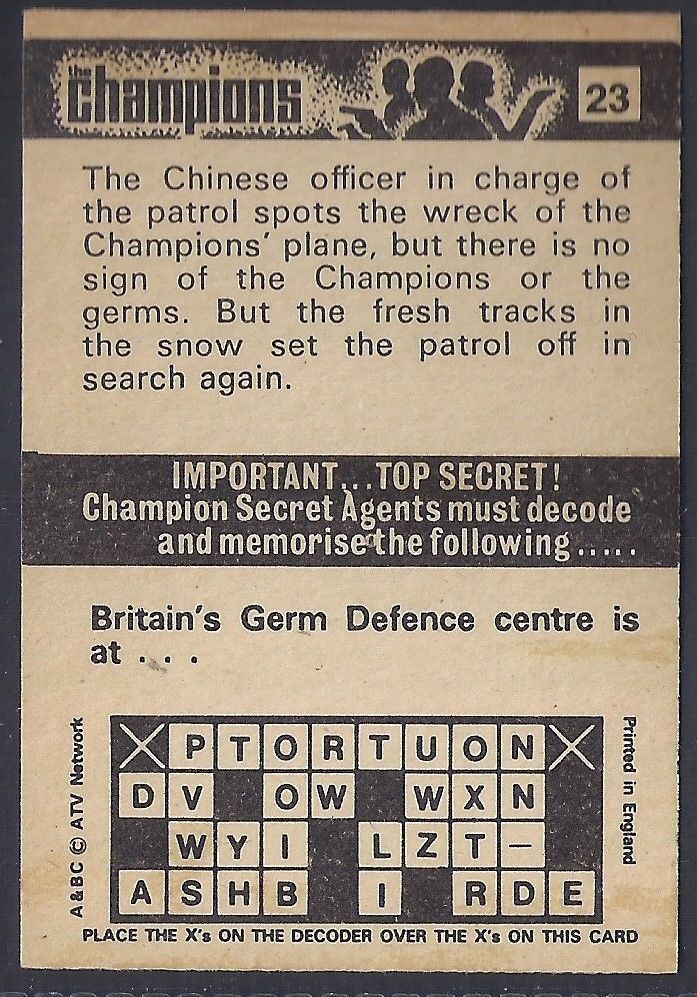 the
champions
23
The Chinese officer in charge of
the patrol spots the wreck of the
Champions' plane, but there is no
sign of the Champions or the
germs. But the fresh tracks in
the snow set the patrol off in
search again.
IMPORTANT...TOP SECRET!
Champion Secret Agents must decode
and memorise the following.....
Britain's Germ Defence centre is
at ...
A & BC © ATV Network
X P T O R T U O N X
D V O W W X N
W Y I L Z T –
A S H B I R D E
Printed in England
PLACE THE X's ON THE DECODER OVER THE X's ON THIS CARD